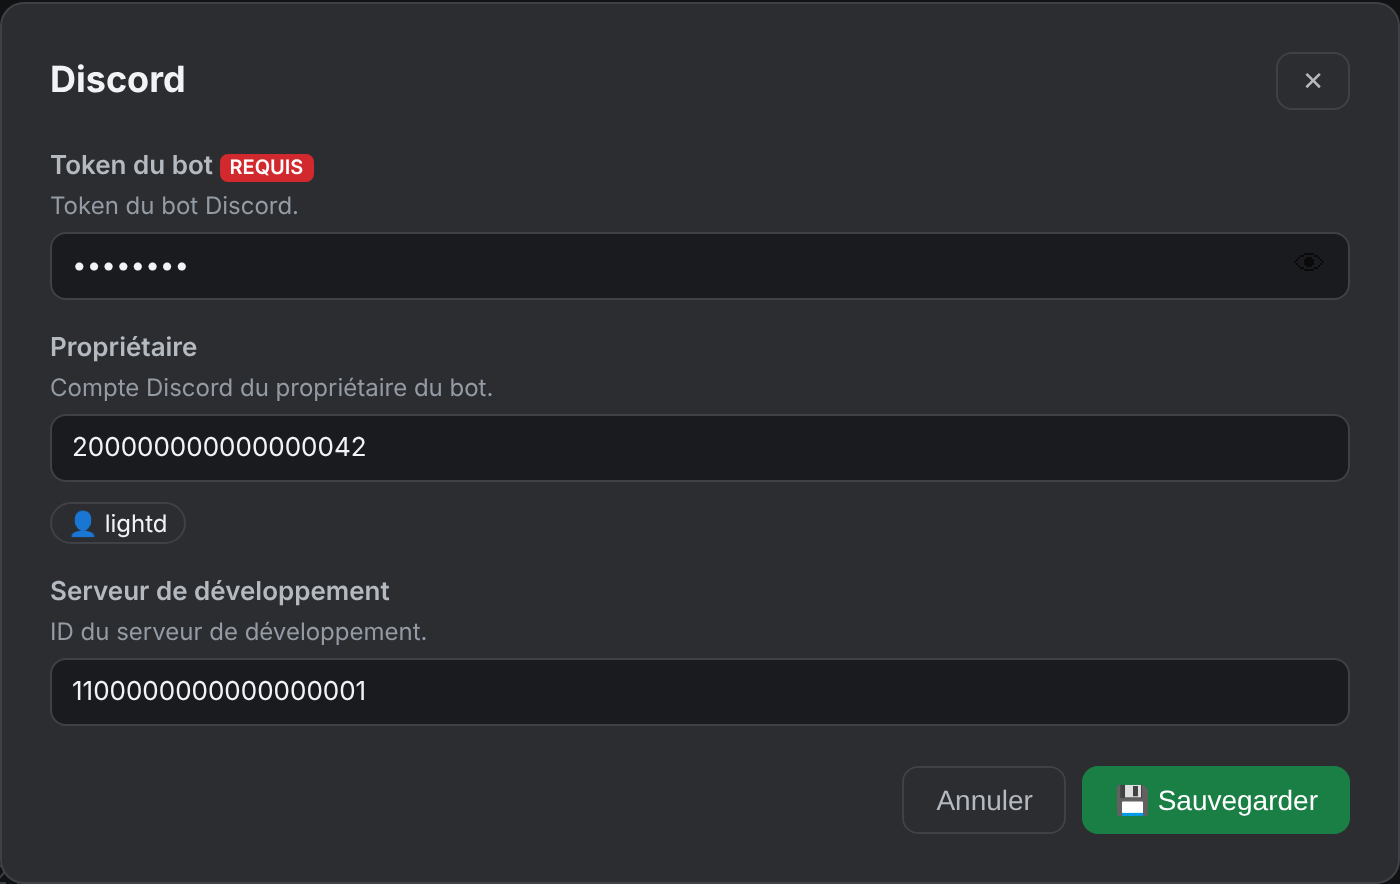 Discord
✕
Token du bot REQUIS
Token du bot Discord.
••••••••
Propriétaire
Compte Discord du propriétaire du bot.
200000000000000042
👤 lightd
Serveur de développement
ID du serveur de développement.
1100000000000000001
Annuler
💾 Sauvegarder